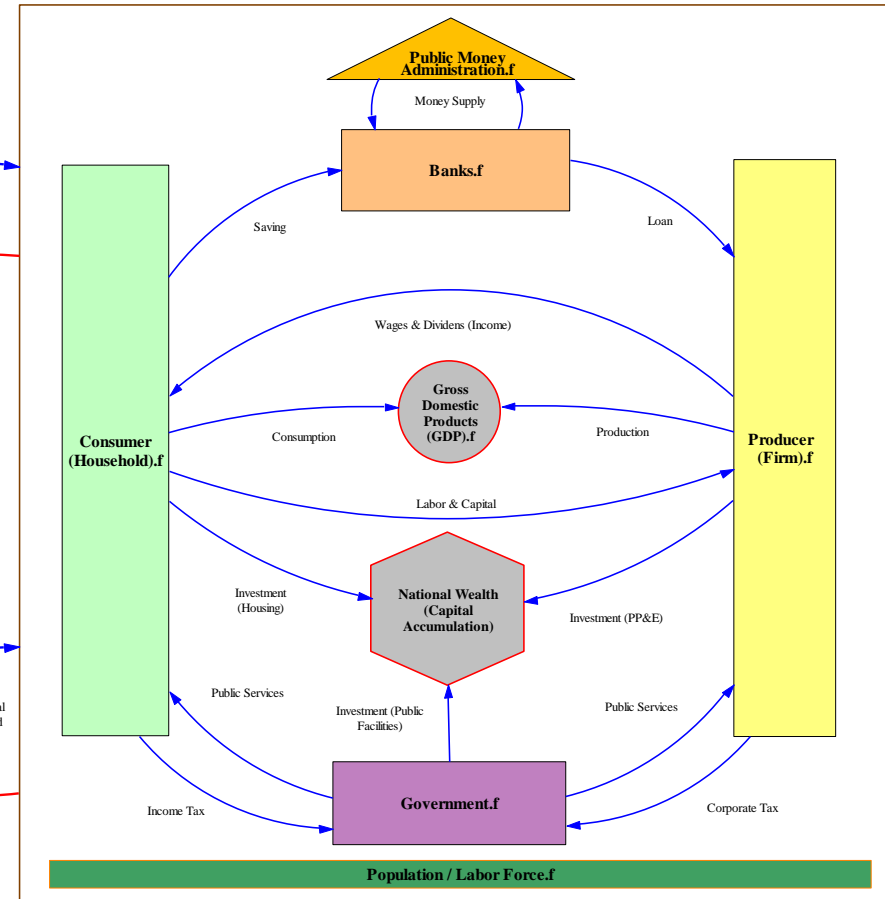 Public Money
Administration.f
Money Supply
Banks.f
Saving
Loan
Wages & Dividens (Income)
Gross
Domestic
Products
(GDP).f
Consumption
Production
Consumer
(Household).f
Producer
(Firm).f
Labor & Capital
Investment
(Housing)
National Wealth
(Capital
Accumulation)
Investment (PP&E)
Public Services
Investment (Public
Facilities)
Public Services
Government.f
Income Tax
Corporate Tax
Population / Labor Force.f